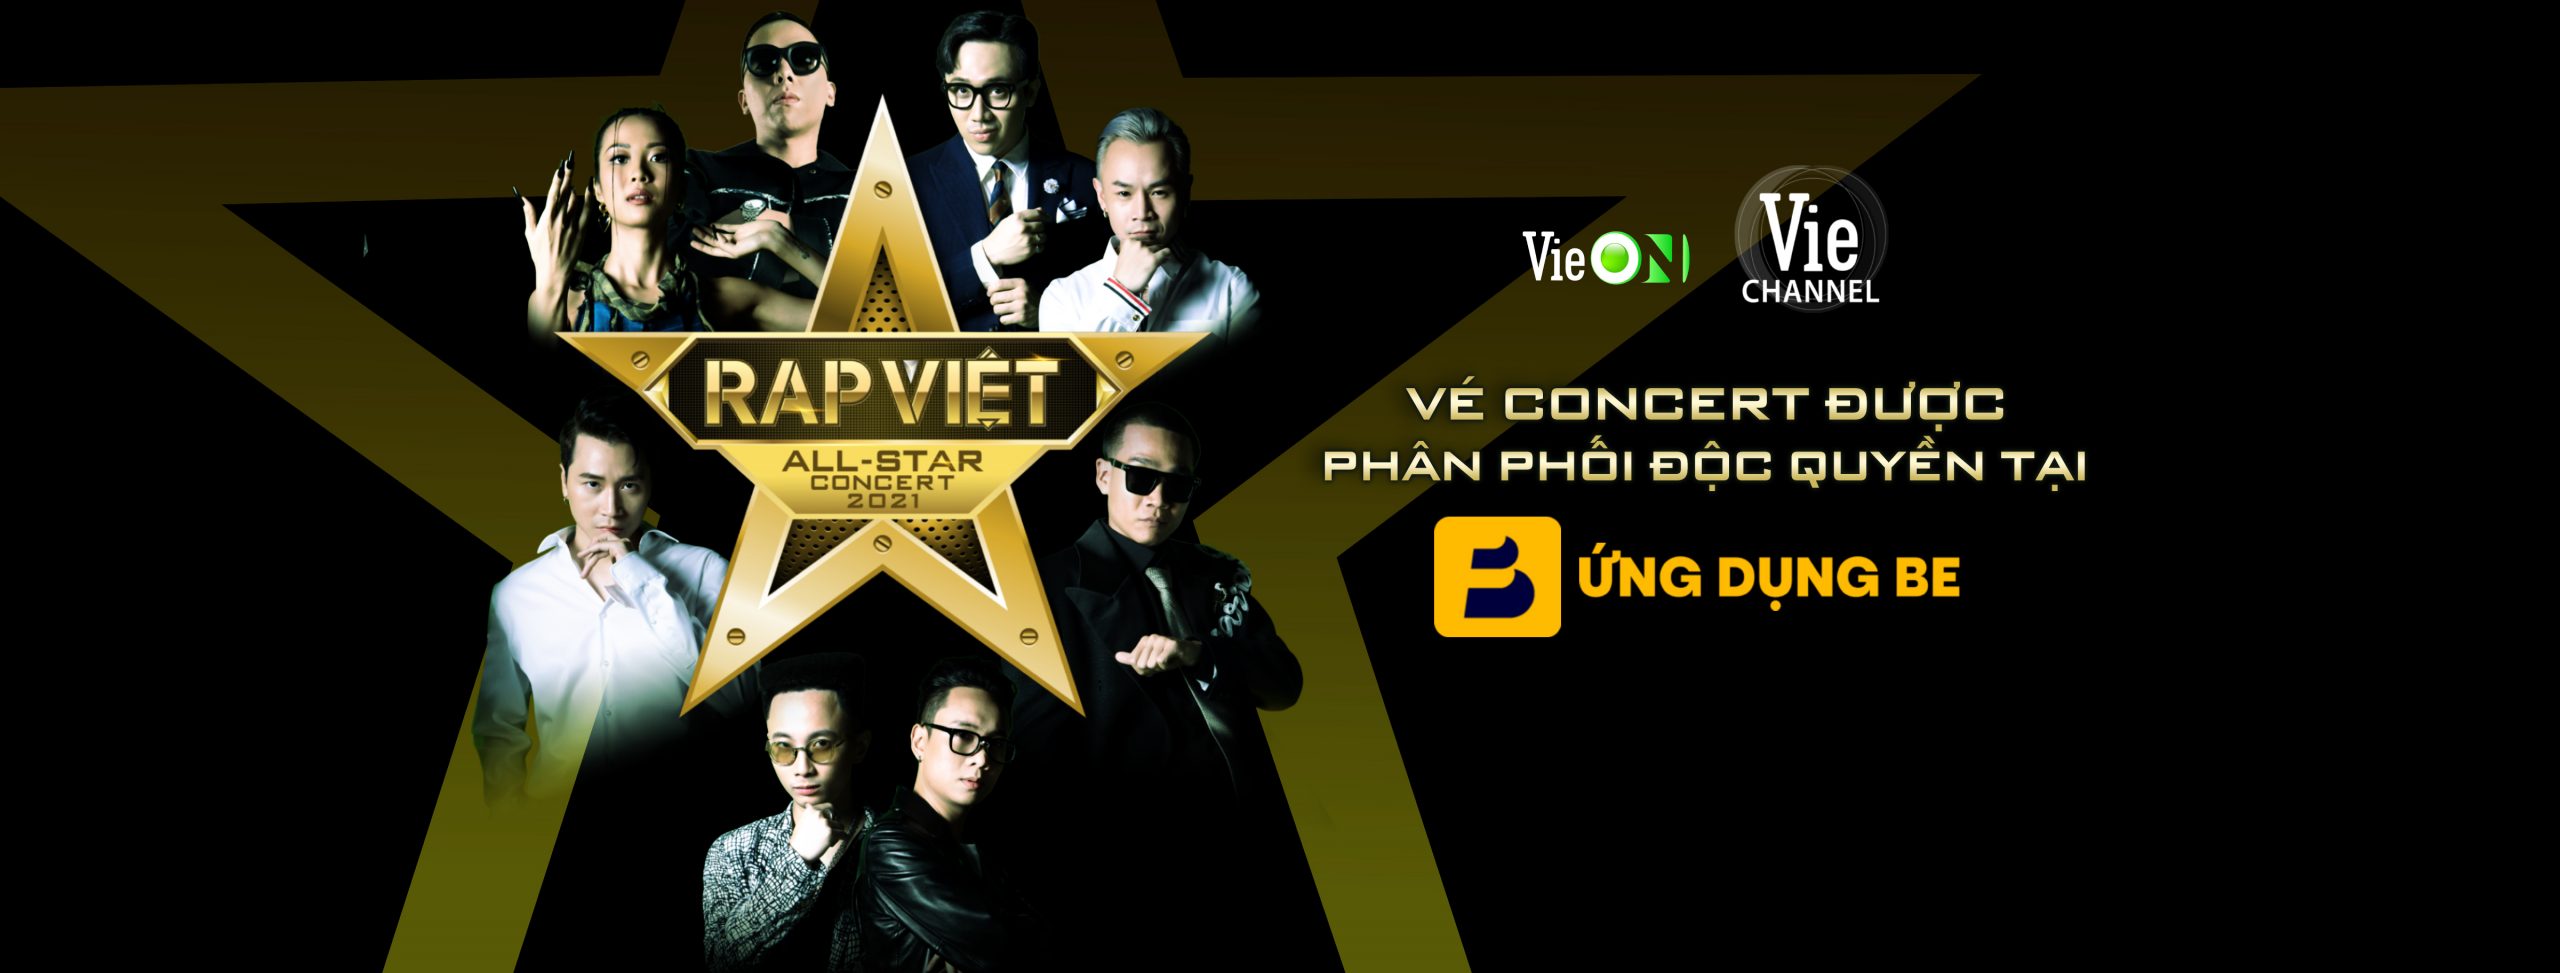 RAP VIỆT
ALL-STAR
CONCERT
2021
VieON
Vie
CHANNEL
VÉ CONCERT ĐƯỢC
PHÂN PHỐI ĐỘC QUYỀN TẠI
ỨNG DỤNG BE